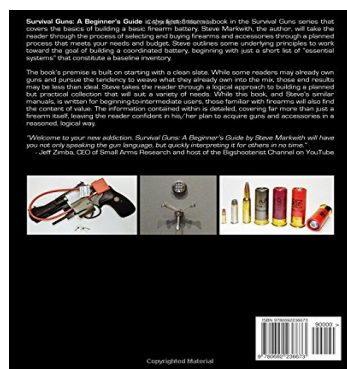 Survival Guns: A Beginner's Guide is the first book in the Survival Guns series that
covers the basics of building a basic firearm battery. Steve Markwith, the author, will take the
reader through the process of selecting and buying firearms and accessories through a planned
process that meets your needs and budget. Steve outlines some underlying principles to work
toward the goal of building a coordinated battery, beginning with just a short list of "essential
systems" that constitute a baseline inventory.
The book's premise is built on starting with a clean slate. While some readers may already own
guns and pursue the tendency to weave what they already own into the mix, those end results
may be less than ideal. Steve takes the reader through a logical approach to building a planned
but practical collection that will suit a variety of needs. While this book, and Steve's similar
manuals, is written for beginning-to-intermediate users, those familiar with firearms will also find
the content of value. The information contained within is detailed, covering far more than just a
firearm itself, leaving the reader confident in his/her plan to acquire guns and accessories in a
reasoned, logical way.
"Welcome to your new addiction. Survival Guns: A Beginner's Guide by Steve Markwith will have
you not only speaking the gun language, but quickly interpreting it for others in no time."
- Jeff Zimba, CEO of Small Arms Research and host of the Bigshooterist Channel on YouTube
ISBN 9780692236673
90000 >
9 780692 236673
Copyrighted Material